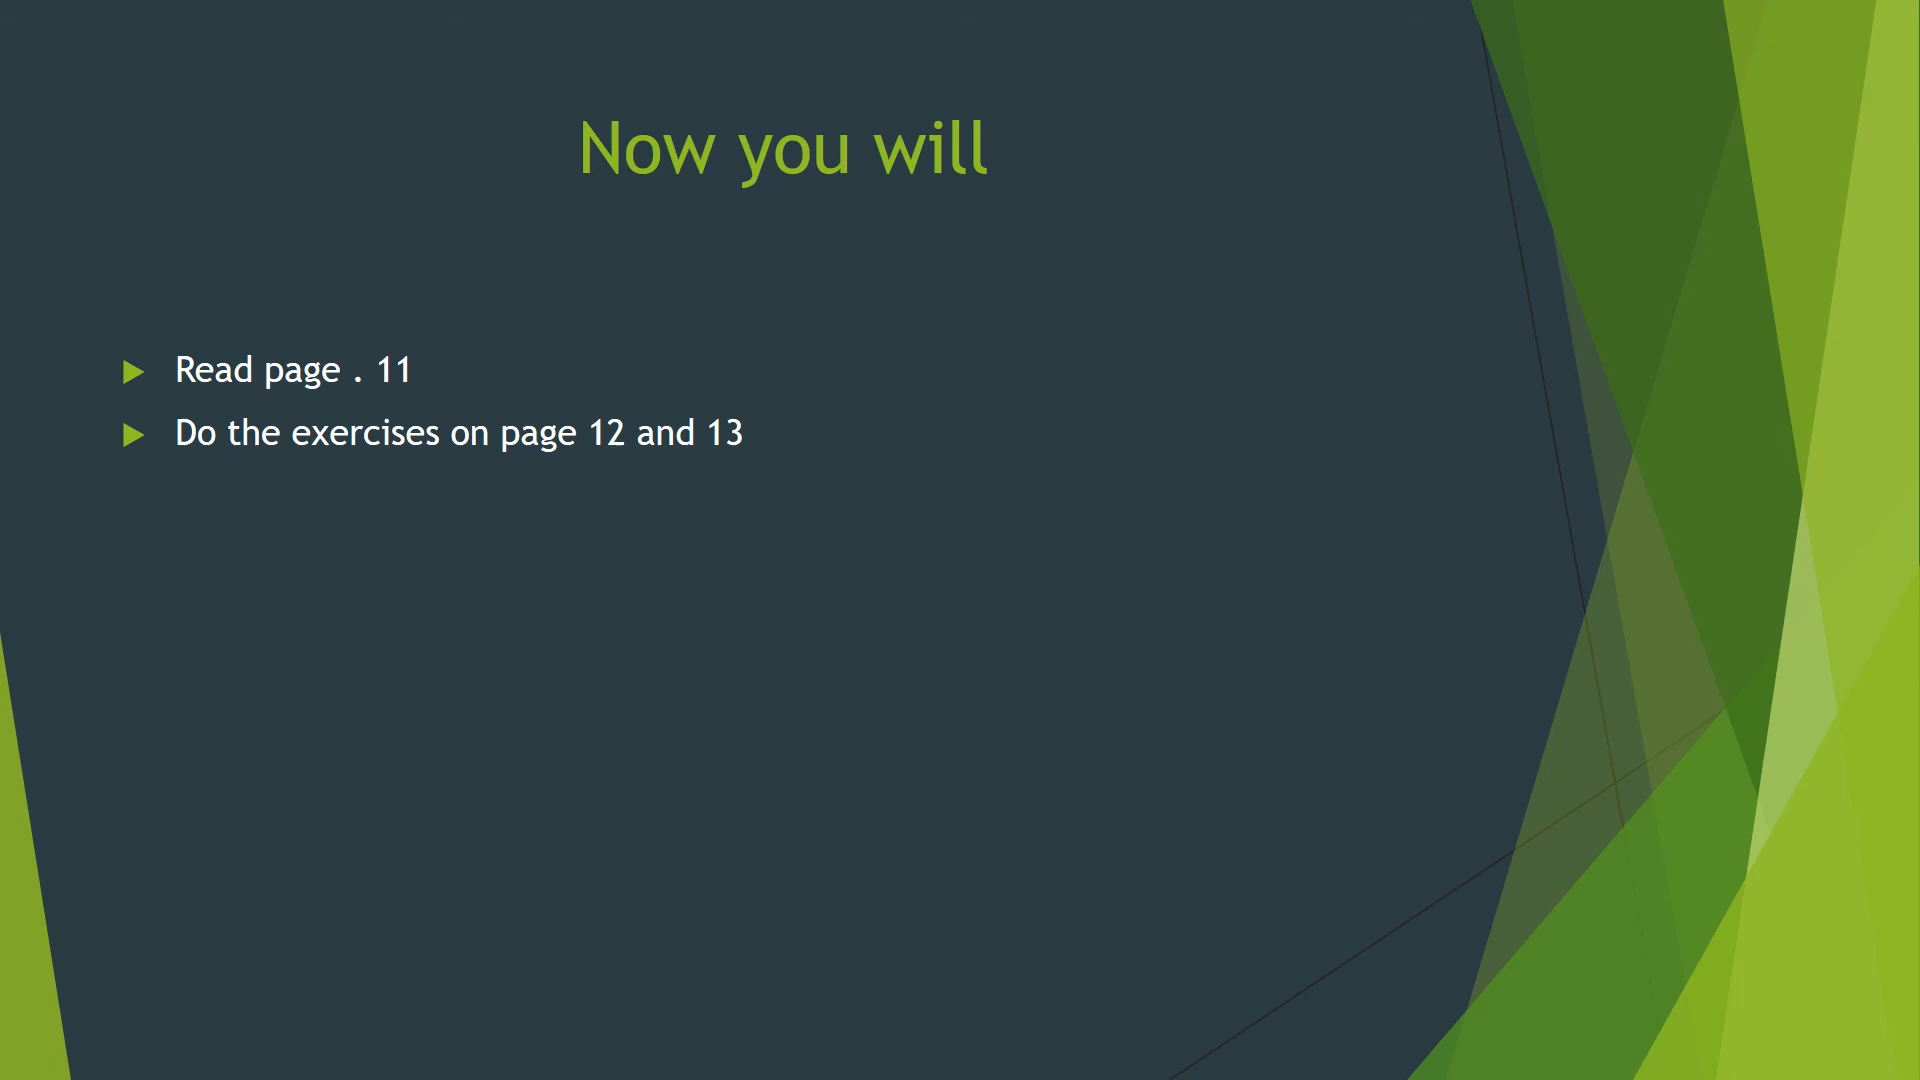 Now you will
Read page . 11
Do the exercises on page 12 and 13